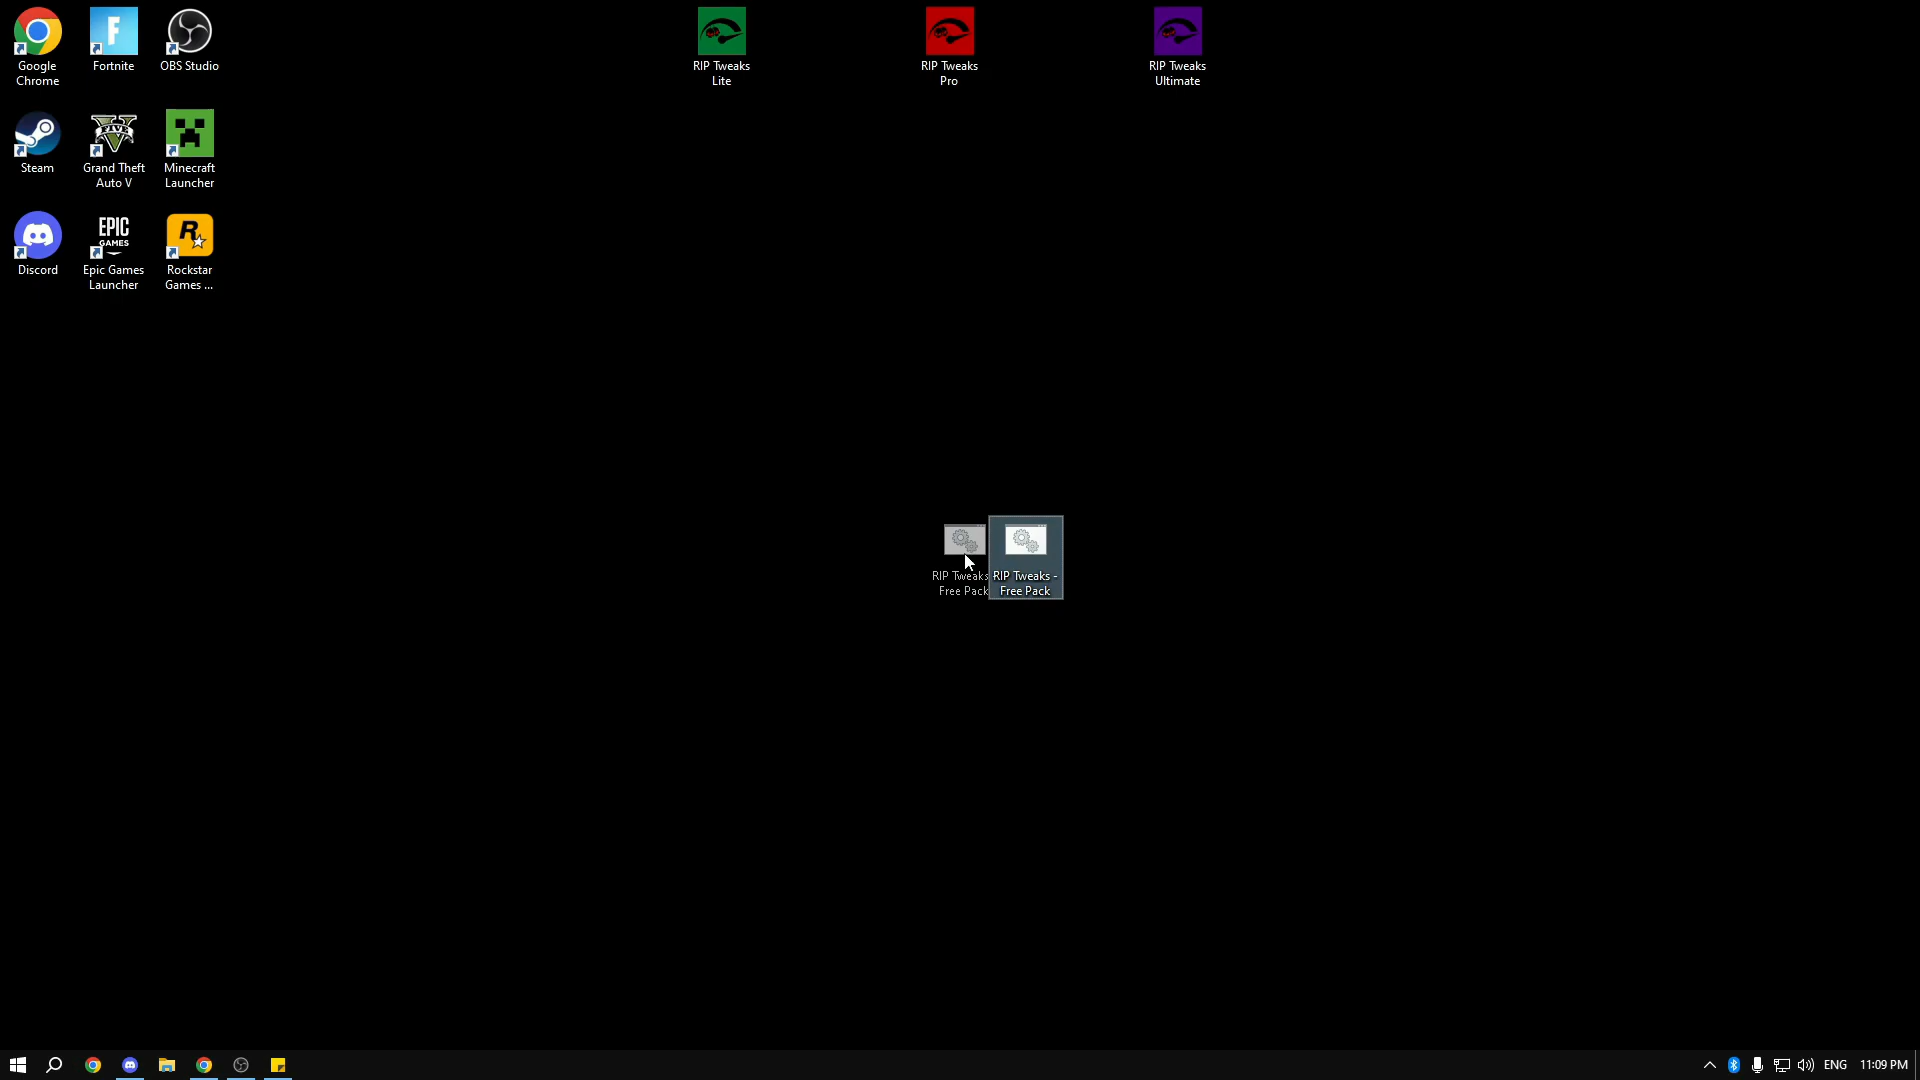 Google
Chrome
Fortnite
OBS Studio
RIP Tweaks
Lite
RIP Tweaks
Pro
RIP Tweaks
Ultimate
Steam
Grand Theft
Auto V
Minecraft
Launcher
FIVE
Discord
EPIC
GAMES
Epic Games
Launcher
Rockstar
Games ...
RIP Tweaks
Free Pack
RIP Tweaks -
Free Pack
ENG
11:09 PM